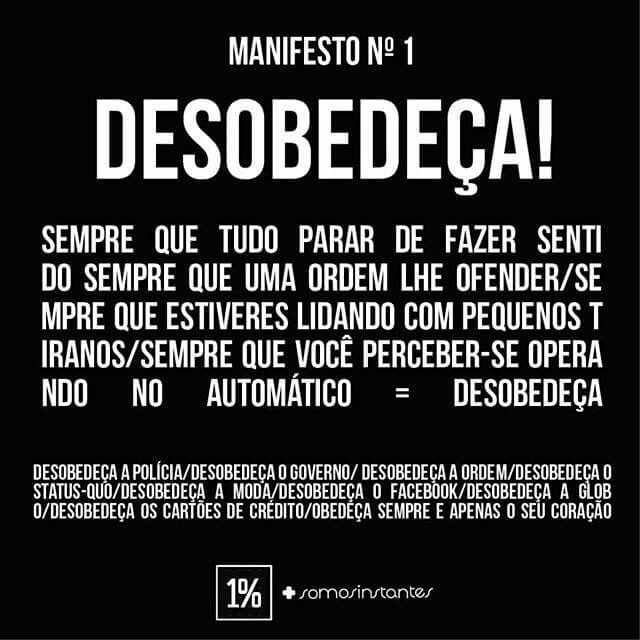 MANIFESTO Nº 1
DESOBEDEÇA!
SEMPRE QUE TUDO PARAR DE FAZER SENTI
DO SEMPRE QUE UMA ORDEM LHE OFENDER/SE
MPRE QUE ESTIVERES LIDANDO COM PEQUENOS T
IRANOS/SEMPRE QUE VOCÊ PERCEBER-SE OPERA
NDO NO AUTOMÁTICO = DESOBEDEÇA
DESOBEDEÇA A POLÍCIA/DESOBEDEÇA O GOVERNO/ DESOBEDEÇA A ORDEM/DESOBEDEÇA O
STATUS-QUO/DESOBEDEÇA A MODA/DESOBEDEÇA O FACEBOOK/DESOBEDEÇA A GLOB
O/DESOBEDEÇA OS CARTÕES DE CRÉDITO/OBEDEÇA SEMPRE E APENAS O SEU CORAÇÃO
1% +somosinstantes